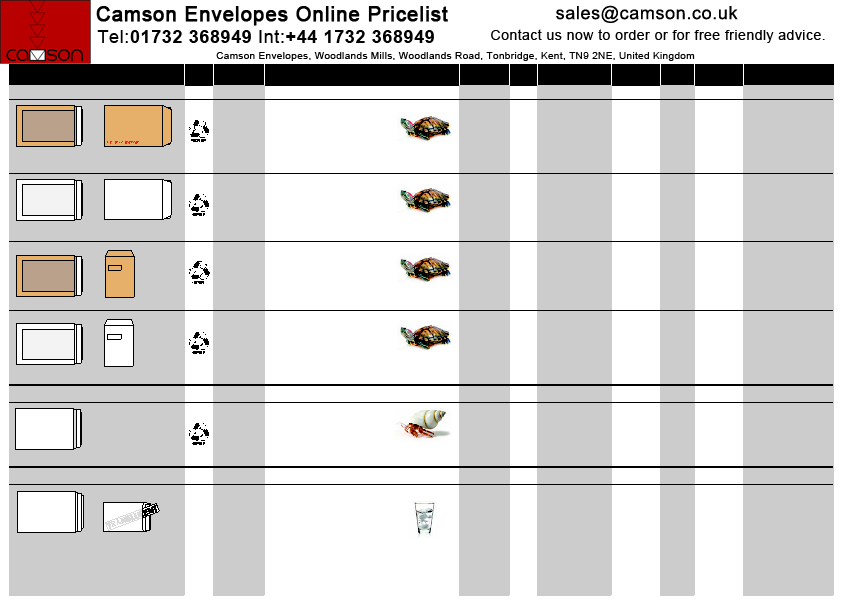 Camson Envelopes Online Pricelist
sales@camson.co.uk
Tel:01732 368949 Int:+44 1732 368949
Contact us now to order or for free friendly advice.
camson
Camson Envelopes, Woodlands Mills, Woodlands Road, Tonbridge, Kent, TN9 2NE, United Kingdom